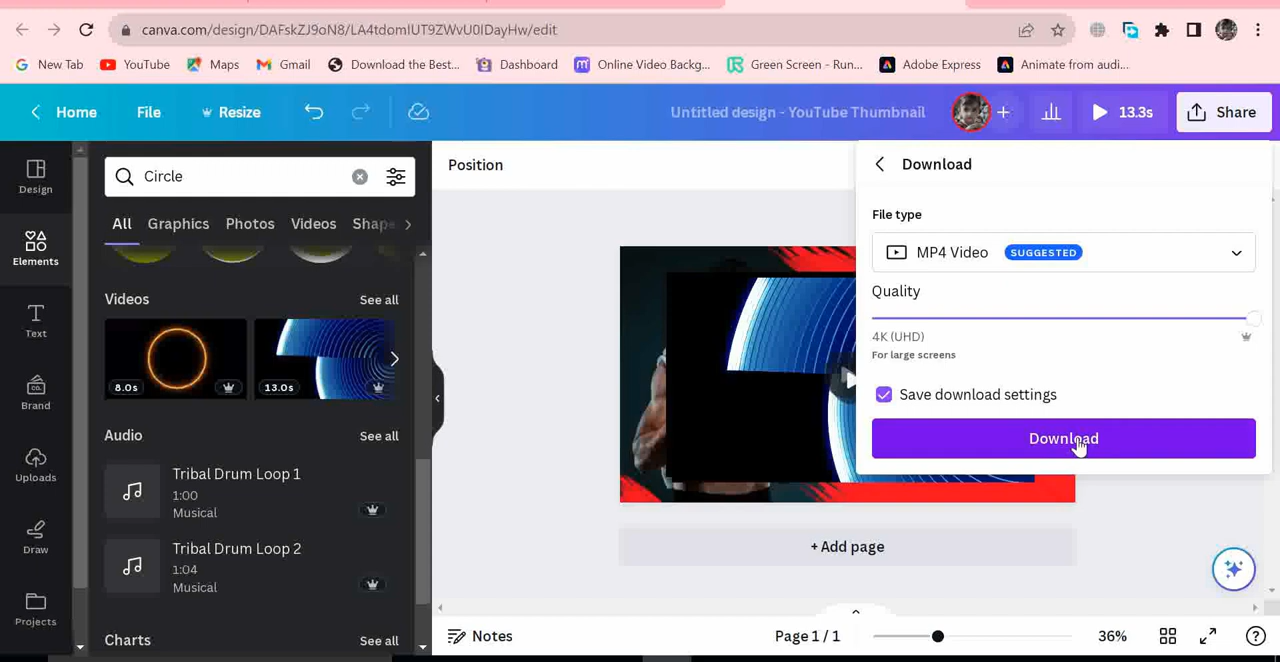 canva.com/design/DAFskZJ9oN8/LA4tdomIUT9ZWvU0IDayHw/edit
New Tab
YouTube
Maps
Gmail
Download the Best...
Dashboard
Online Video Backg...
Green Screen - Run...
Adobe Express
Animate from audi...
Home
File
Resize
Untitled design - YouTube Thumbnail
13.3s
Share
Design
Elements
Text
Brand
Uploads
Draw
Projects
Circle
All
Graphics
Photos
Videos
Shape
Videos
See all
8.0s
13.0s
Audio
See all
Tribal Drum Loop 1
1:00
Musical
Tribal Drum Loop 2
1:04
Musical
Charts
See all
Position
Download
File type
MP4 Video
SUGGESTED
Quality
4K (UHD)
For large screens
Save download settings
Download
+ Add page
Notes
Page 1 / 1
36%